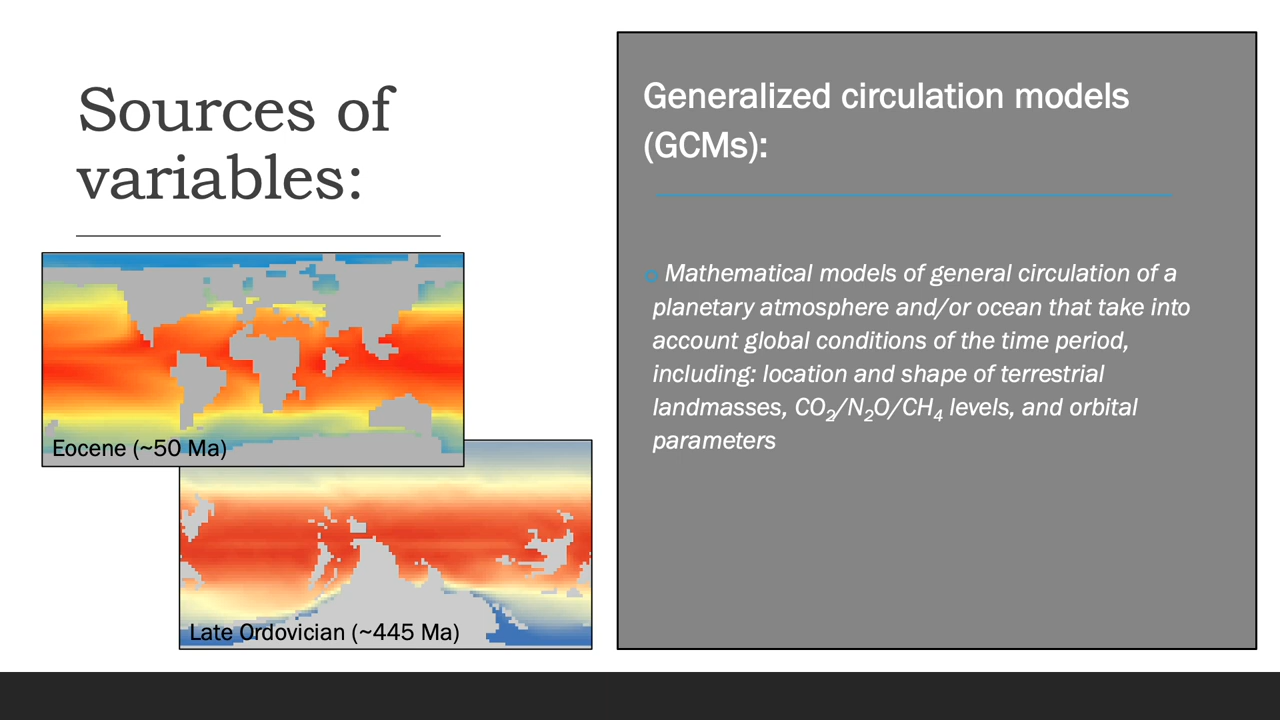 Sources of
variables:
Eocene (~50 Ma)
Late Ordovician (~445 Ma)
Generalized circulation models
(GCMs):
Mathematical models of general circulation of a
planetary atmosphere and/or ocean that take into
account global conditions of the time period,
including: location and shape of terrestrial
landmasses, CO₂/N₂O/CH₄ levels, and orbital
parameters